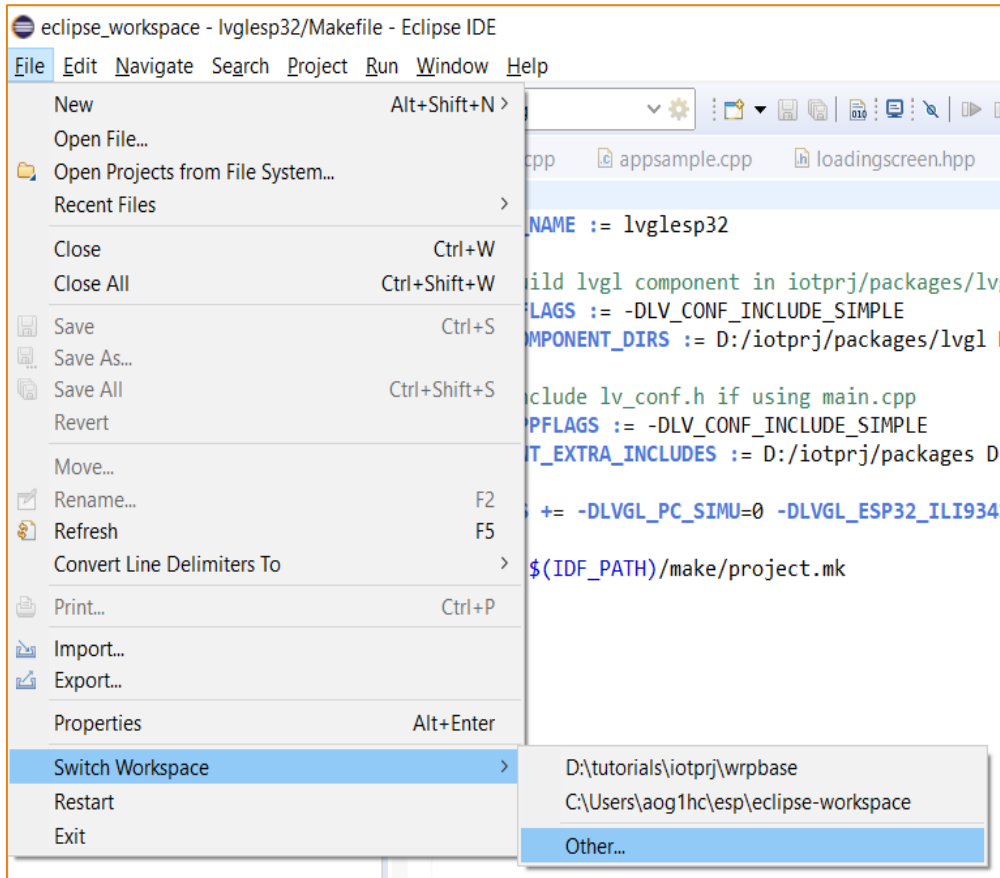 eclipse_workspace - lvglesp32/Makefile - Eclipse IDE
File Edit Navigate Search Project Run Window Help
New Alt+Shift+N >
Open File...
Open Projects from File System...
Recent Files >
Close Ctrl+W
Close All Ctrl+Shift+W
Save Ctrl+S
Save As...
Save All Ctrl+Shift+S
Revert
Move...
Rename... F2
Refresh F5
Convert Line Delimiters To >
Print... Ctrl+P
Import...
Export...
Properties Alt+Enter
Switch Workspace >
Restart
Exit
D:\tutorials\iotprj\wrpbase
C:\Users\aog1hc\esp\eclipse-workspace
Other...
010
cpp .c appsample.cpp .h loadingscreen.hpp
_NAME := lvglesp32
ild lvgl component in iotprj/packages/lvg
LAGS := -DLV_CONF_INCLUDE_SIMPLE
MPONENT_DIRS := D:/iotprj/packages/lvgl
nclude lv_conf.h if using main.cpp
PPFLAGS := -DLV_CONF_INCLUDE_SIMPLE
NT_EXTRA_INCLUDES := D:/iotprj/packages D
S += -DLVGL_PC_SIMU=0 -DLVGL_ESP32_ILI934
$(IDF_PATH)/make/project.mk